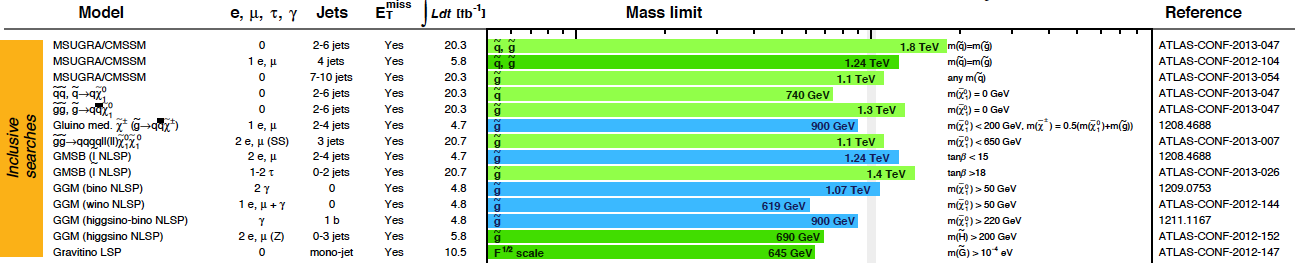 Model e, μ, τ, γ Jets E_T^miss ∫Ldt [fb⁻¹] Mass limit Reference
Inclusive searches
MSUGRA/CMSSM 0 2-6 jets Yes 20.3 q̃, g̃ 1.8 TeV m(q̃)=m(g̃) ATLAS-CONF-2013-047
MSUGRA/CMSSM 1 e, μ 4 jets Yes 5.8 q̃, g̃ 1.24 TeV m(q̃)=m(g̃) ATLAS-CONF-2012-104
MSUGRA/CMSSM 0 7-10 jets Yes 20.3 g̃ 1.1 TeV any m(q̃) ATLAS-CONF-2013-054
q̃q̃, q̃→qχ̃₁⁰ 0 2-6 jets Yes 20.3 q̃ 740 GeV m(χ̃₁⁰) = 0 GeV ATLAS-CONF-2013-047
g̃g̃, g̃→qq̄χ̃₁⁰ 0 2-6 jets Yes 20.3 g̃ 1.3 TeV m(χ̃₁⁰) = 0 GeV ATLAS-CONF-2013-047
Gluino med. χ̃± (g̃→qq̄χ̃±) 1 e, μ 2-4 jets Yes 4.7 g̃ 900 GeV m(χ̃₁⁰) < 200 GeV, m(χ̃±) = 0.5(m(χ̃₁⁰)+m(g̃)) 1208.4688
g̃g̃→qqqqll(ll)χ̃₁⁰χ̃₁⁰ 2 e, μ (SS) 3 jets Yes 20.7 g̃ 1.1 TeV m(χ̃₁⁰) < 650 GeV ATLAS-CONF-2013-007
GMSB (l̃ NLSP) 2 e, μ 2-4 jets Yes 4.7 g̃ 1.24 TeV tanβ < 15 1208.4688
GMSB (l̃ NLSP) 1-2 τ 0-2 jets Yes 20.7 g̃ 1.4 TeV tanβ >18 ATLAS-CONF-2013-026
GGM (bino NLSP) 2 γ 0 Yes 4.8 g̃ 1.07 TeV m(χ̃₁⁰) > 50 GeV 1209.0753
GGM (wino NLSP) 1 e, μ + γ 0 Yes 4.8 g̃ 619 GeV m(χ̃₁⁰) > 50 GeV ATLAS-CONF-2012-144
GGM (higgsino-bino NLSP) γ 1 b Yes 4.8 g̃ 900 GeV m(χ̃₁⁰) > 220 GeV 1211.1167
GGM (higgsino NLSP) 2 e, μ (Z) 0-3 jets Yes 5.8 g̃ 690 GeV m(H̃) > 200 GeV ATLAS-CONF-2012-152
Gravitino LSP 0 mono-jet Yes 10.5 F^1/2 scale 645 GeV m(G̃) > 10⁻⁴ eV ATLAS-CONF-2012-147